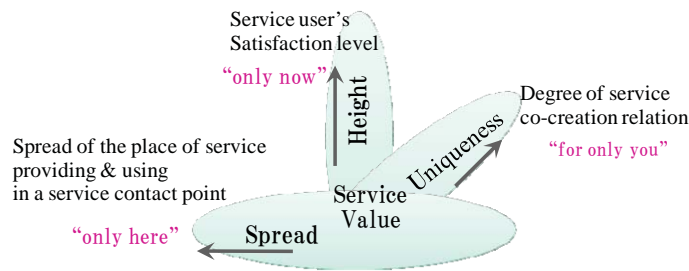 Service user's
Satisfaction level
“only now”
Height
Degree of service
co-creation relation
“for only you”
Uniqueness
Spread of the place of service
providing & using
in a service contact point
“only here”
Service
Value
Spread